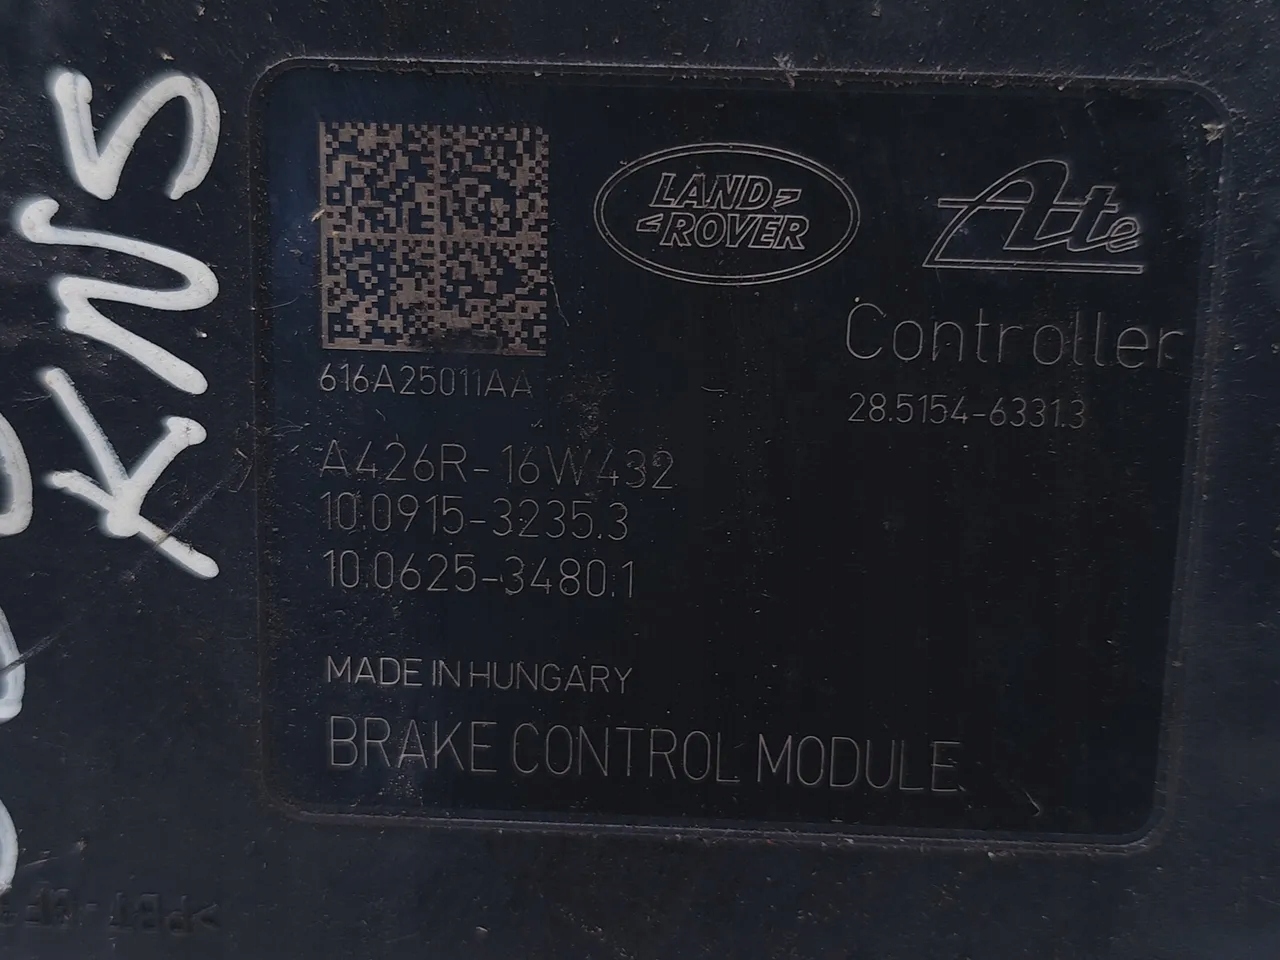 KNS
LAND
ROVER
Ate
Controller
28.5154-6331.3
616A25011AA
A426R-16W432
10.0915-3235.3
10.0625-3480.1
MADE IN HUNGARY
BRAKE CONTROL MODULE